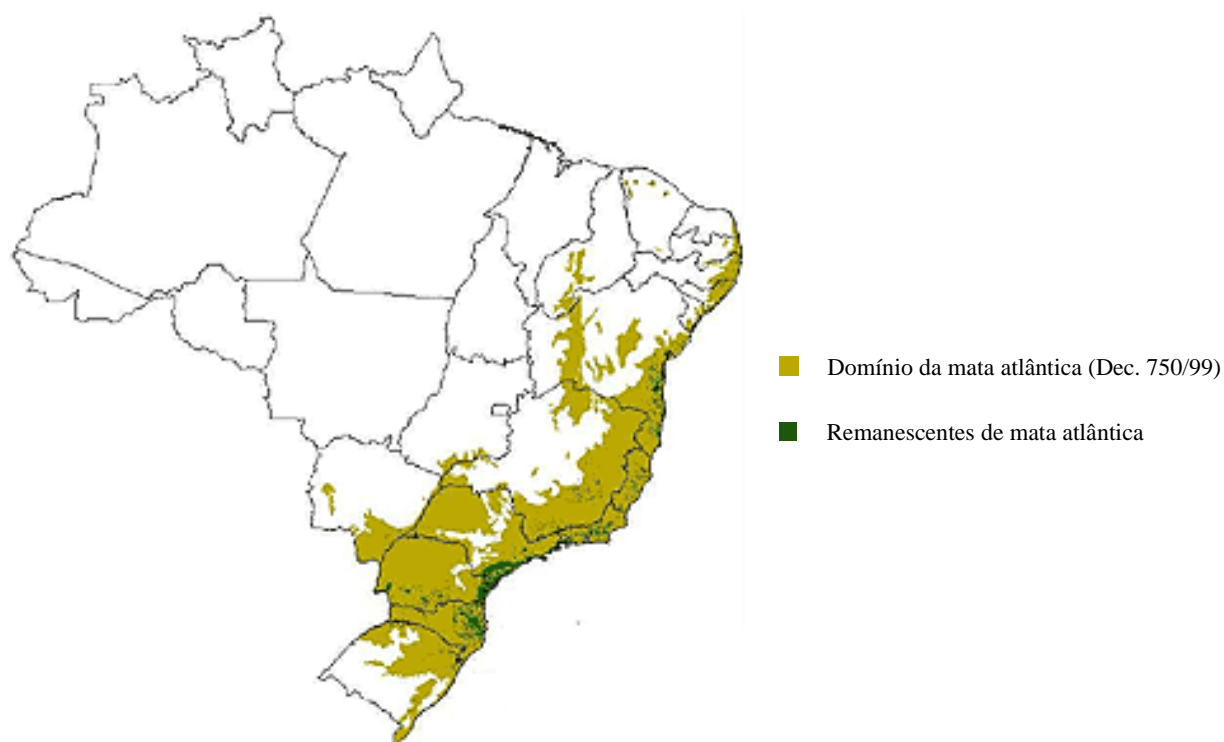 Domínio da mata atlântica (Dec. 750/99)
Remanescentes de mata atlântica